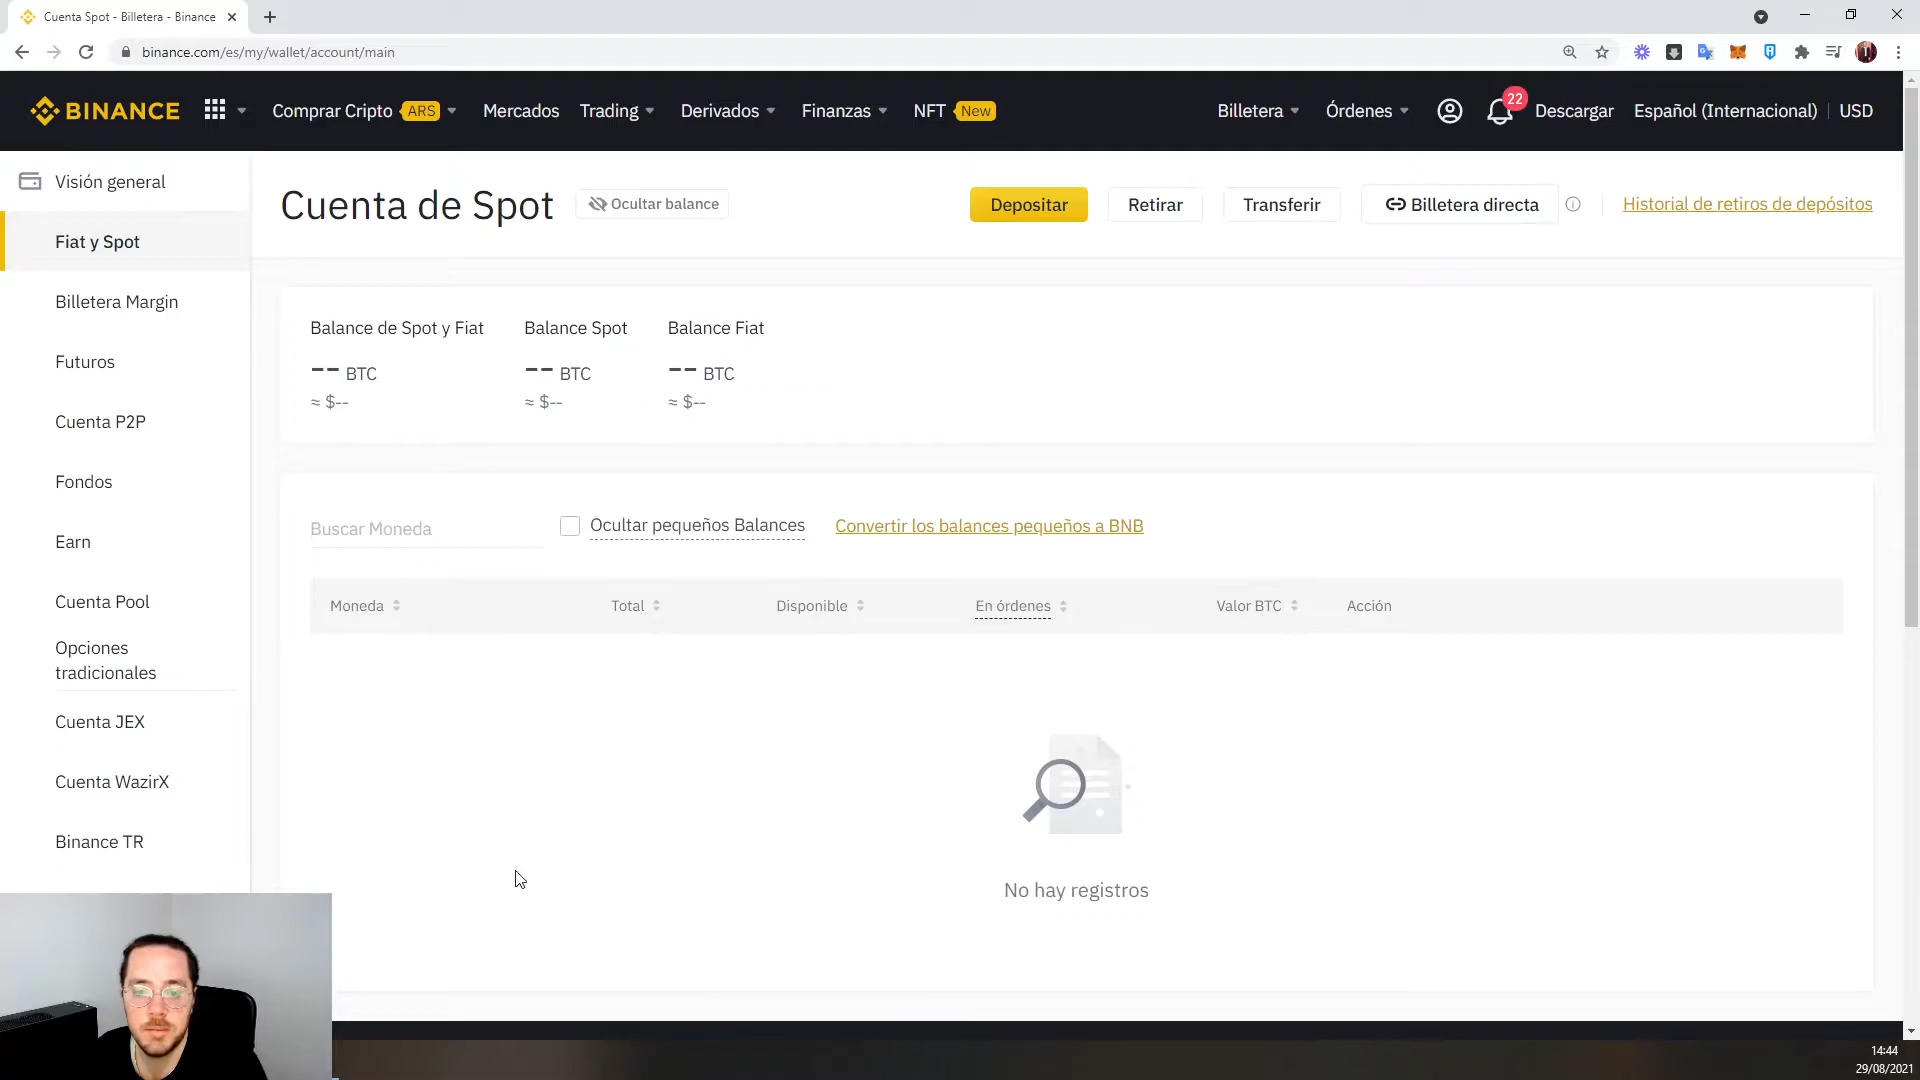 Cuenta Spot - Billetera - Binance
binance.com/es/my/wallet/account/main
BINANCE
Comprar Cripto ARS
Mercados
Trading
Derivados
Finanzas
NFT New
Billetera
Órdenes
22
Descargar
Español (Internacional)
USD
Visión general
Fiat y Spot
Billetera Margin
Futuros
Cuenta P2P
Fondos
Earn
Cuenta Pool
Opciones
tradicionales
Cuenta JEX
Cuenta WazirX
Binance TR
Cuenta de Spot
Ocultar balance
Depositar
Retirar
Transferir
Billetera directa
Historial de retiros de depósitos
Balance de Spot y Fiat
Balance Spot
Balance Fiat
-- BTC
-- BTC
-- BTC
≈ $--
≈ $--
≈ $--
Buscar Moneda
Ocultar pequeños Balances
Convertir los balances pequeños a BNB
Moneda
Total
Disponible
En órdenes
Valor BTC
Acción
No hay registros
14:44
29/08/2021